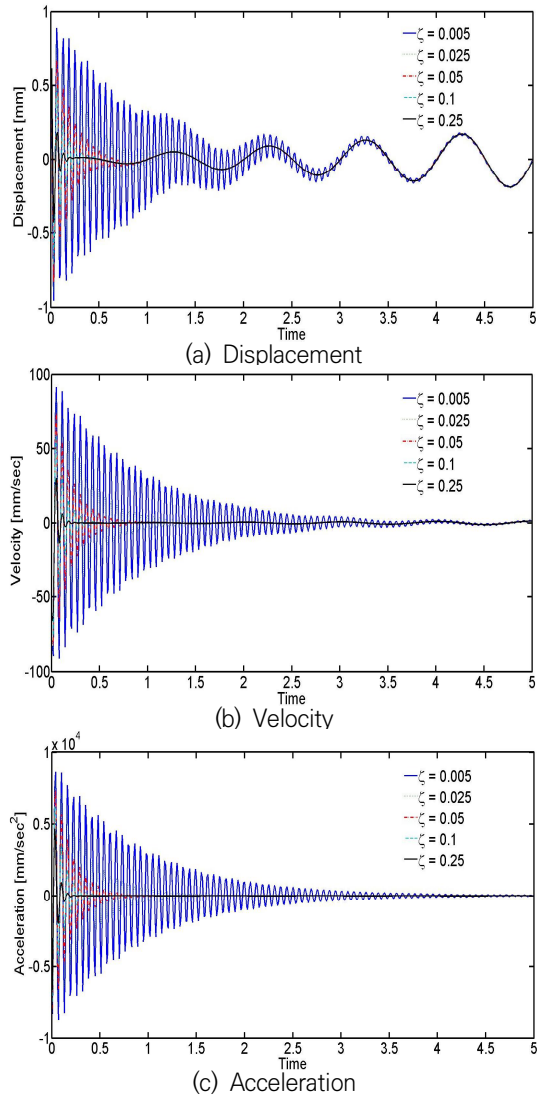 1
0.5
0
-0.5
-1
Displacement [mm]
ζ = 0.005
ζ = 0.025
ζ = 0.05
ζ = 0.1
ζ = 0.25
0 0.5 1 1.5 2 2.5 3 3.5 4 4.5 5
Time
(a) Displacement
100
50
0
-50
-100
Velocity [mm/sec]
ζ = 0.005
ζ = 0.025
ζ = 0.05
ζ = 0.1
ζ = 0.25
0 0.5 1 1.5 2 2.5 3 3.5 4 4.5 5
Time
(b) Velocity
x 10⁴
1
0.5
0
-0.5
-1
Acceleration [mm/sec²]
ζ = 0.005
ζ = 0.025
ζ = 0.05
ζ = 0.1
ζ = 0.25
0 0.5 1 1.5 2 2.5 3 3.5 4 4.5 5
Time
(c) Acceleration